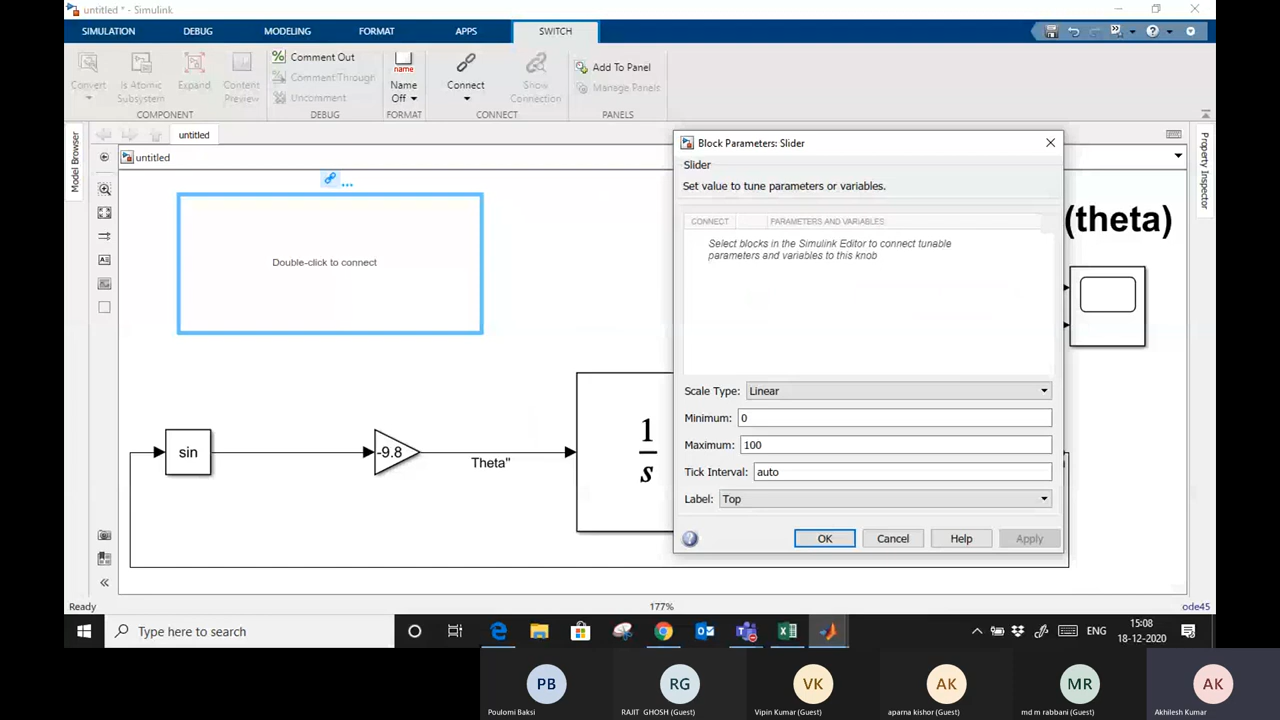 untitled * - Simulink
SIMULATION DEBUG MODELING FORMAT APPS SWITCH
Convert
Is Atomic
Subsystem
Expand
Content
Preview
COMPONENT
Comment Out
Comment Through
Uncomment
DEBUG
name
Name
Off
FORMAT
Connect
Show
Connection
CONNECT
Add To Panel
Manage Panels
PANELS
Model Browser
untitled
untitled
Property Inspector
Double-click to connect
Block Parameters: Slider
Slider
Set value to tune parameters or variables.
CONNECT PARAMETERS AND VARIABLES
Select blocks in the Simulink Editor to connect tunable
parameters and variables to this knob
Scale Type: Linear
Minimum: 0
Maximum: 100
Tick Interval: auto
Label: Top
OK Cancel Help Apply
(theta)
sin
-9.8
Theta"
1
s
Ready 177% ode45
Type here to search
ENG
15:08
18-12-2020
PB
Poulomi Baksi
RG
RAJIT GHOSH (Guest)
VK
Vipin Kumar (Guest)
AK
aparna kishor (Guest)
MR
md m rabbani (Guest)
AK
Akhilesh Kumar